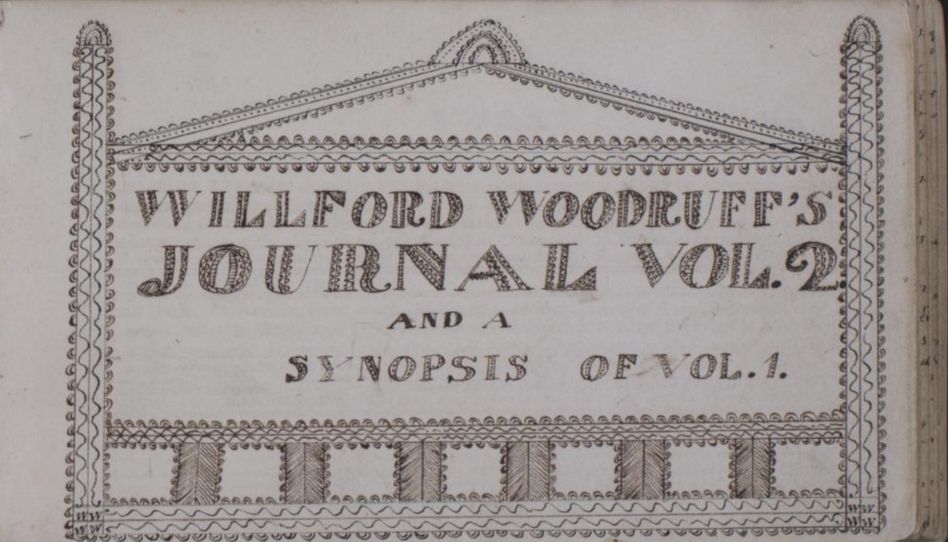 WILLFORD WOODRUFF'S
JOURNAL VOL. 2.
AND A
SYNOPSIS OF VOL. 1.
W W W W
W W W W